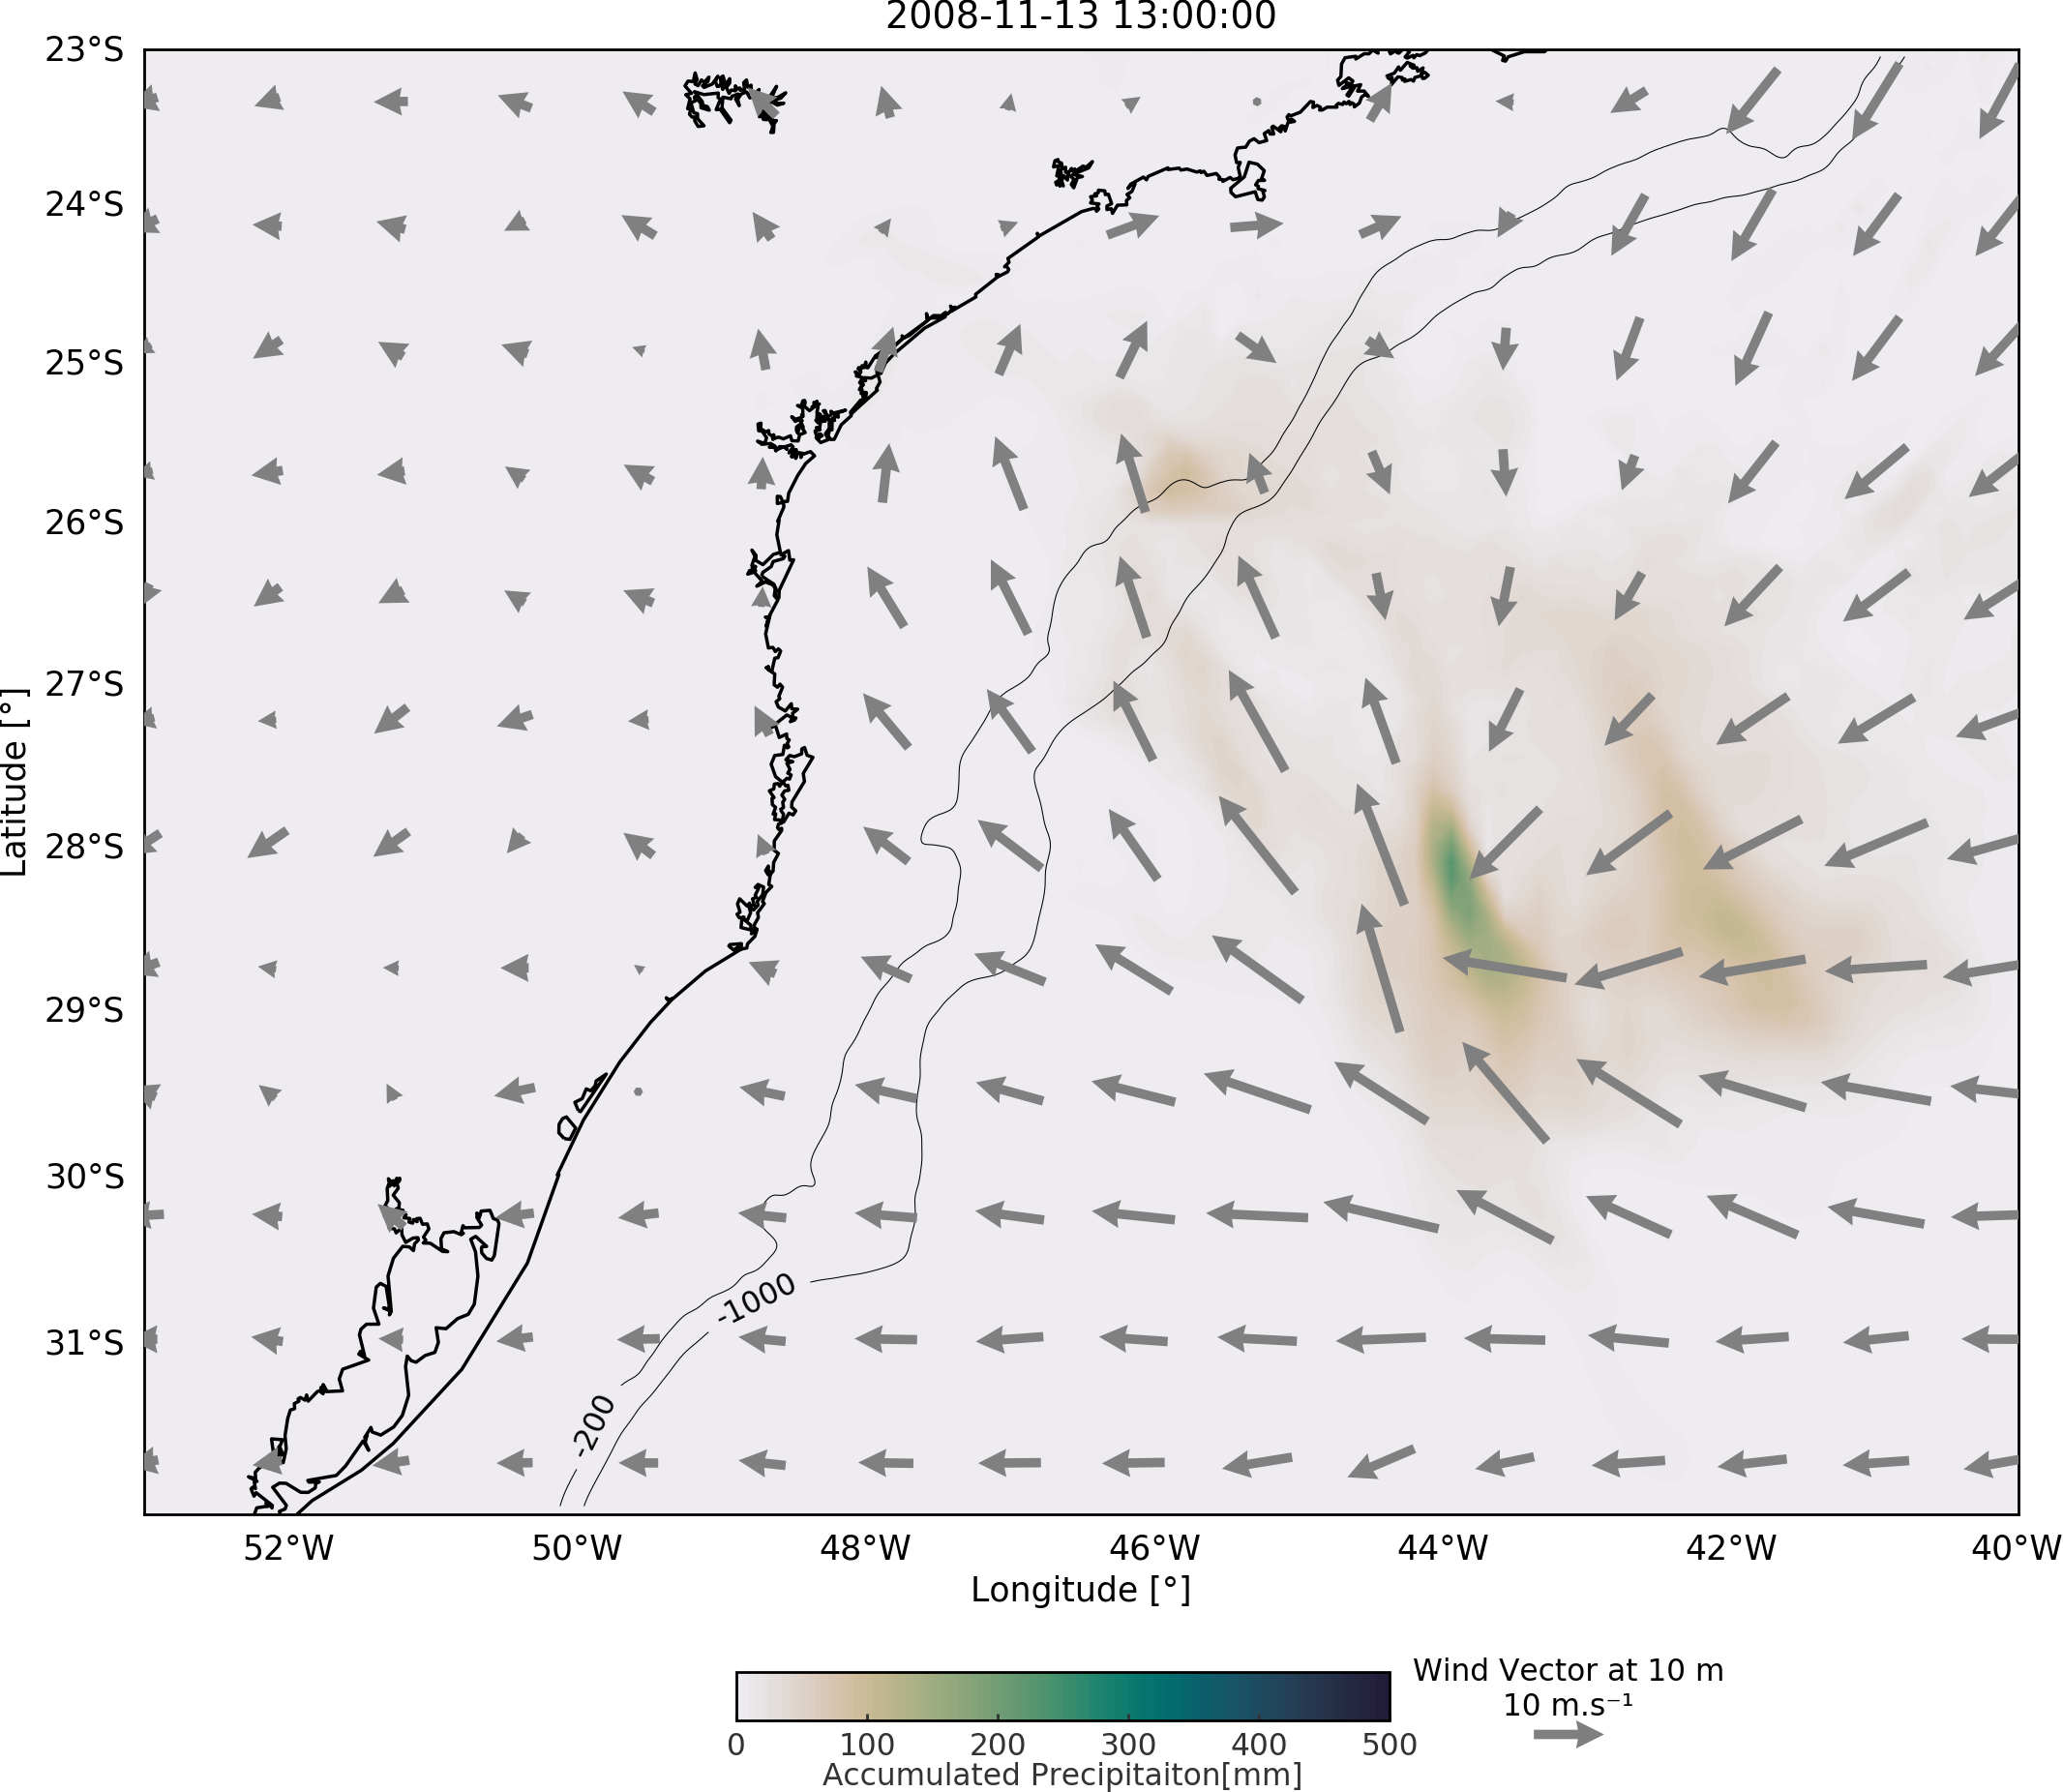 2008-11-13 13:00:00
23°S
24°S
25°S
26°S
27°S
28°S
29°S
30°S
31°S
Latitude [°]
-1000
-200
52°W 50°W 48°W 46°W 44°W 42°W 40°W
Longitude [°]
Wind Vector at 10 m
10 m.s⁻¹
0 100 200 300 400 500
Accumulated Precipitaiton[mm]